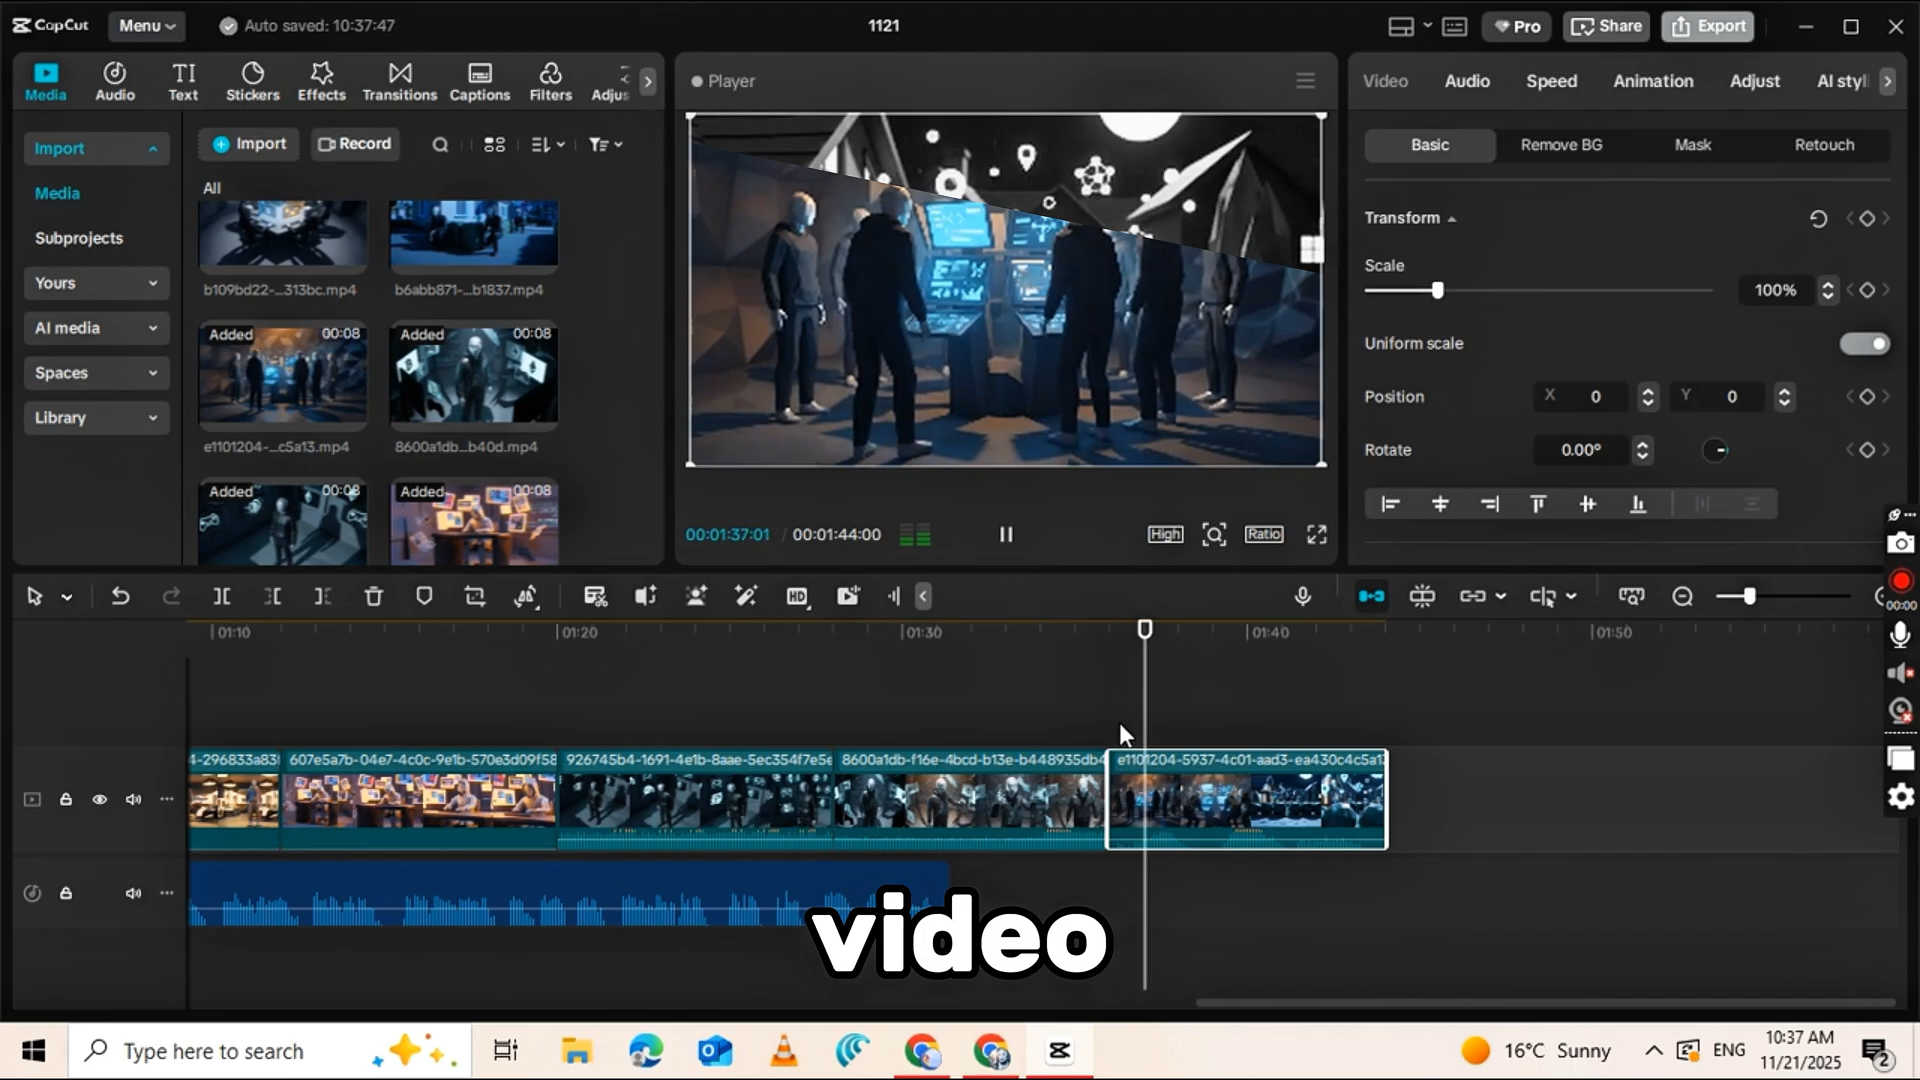 CapCut
Menu
Auto saved: 10:37:47
1121
Pro
Share
Export
Media
Audio
TI
Text
Stickers
Effects
Transitions
Captions
Filters
Adjus
Player
Video
Audio
Speed
Animation
Adjust
AI styli
Import
Media
Subprojects
Yours
AI media
Spaces
Library
Import
Record
All
b109bd22-...313bc.mp4
b6abb871-...b1837.mp4
Added 00:08
Added 00:08
e1101204-...c5a13.mp4
8600a1db...b40d.mp4
Added 00:08
Added 00:08
00:01:37:01 / 00:01:44:00
High
Ratio
Basic
Remove BG
Mask
Retouch
Transform
Scale
100%
Uniform scale
Position
X 0
Y 0
Rotate
0.00°
HD
00:00
01:10
01:20
01:30
01:40
01:50
4-296833a83
607e5a7b-04e7-4c0c-9e1b-570e3d09f58
926745b4-1691-4e1b-8aae-5ec354f7e5e
8600a1db-f16e-4bcd-b13e-b448935db4
e1101204-5937-4c01-aad3-ea430c4c5a1
video
Type here to search
16°C Sunny
ENG
10:37 AM
11/21/2025
2